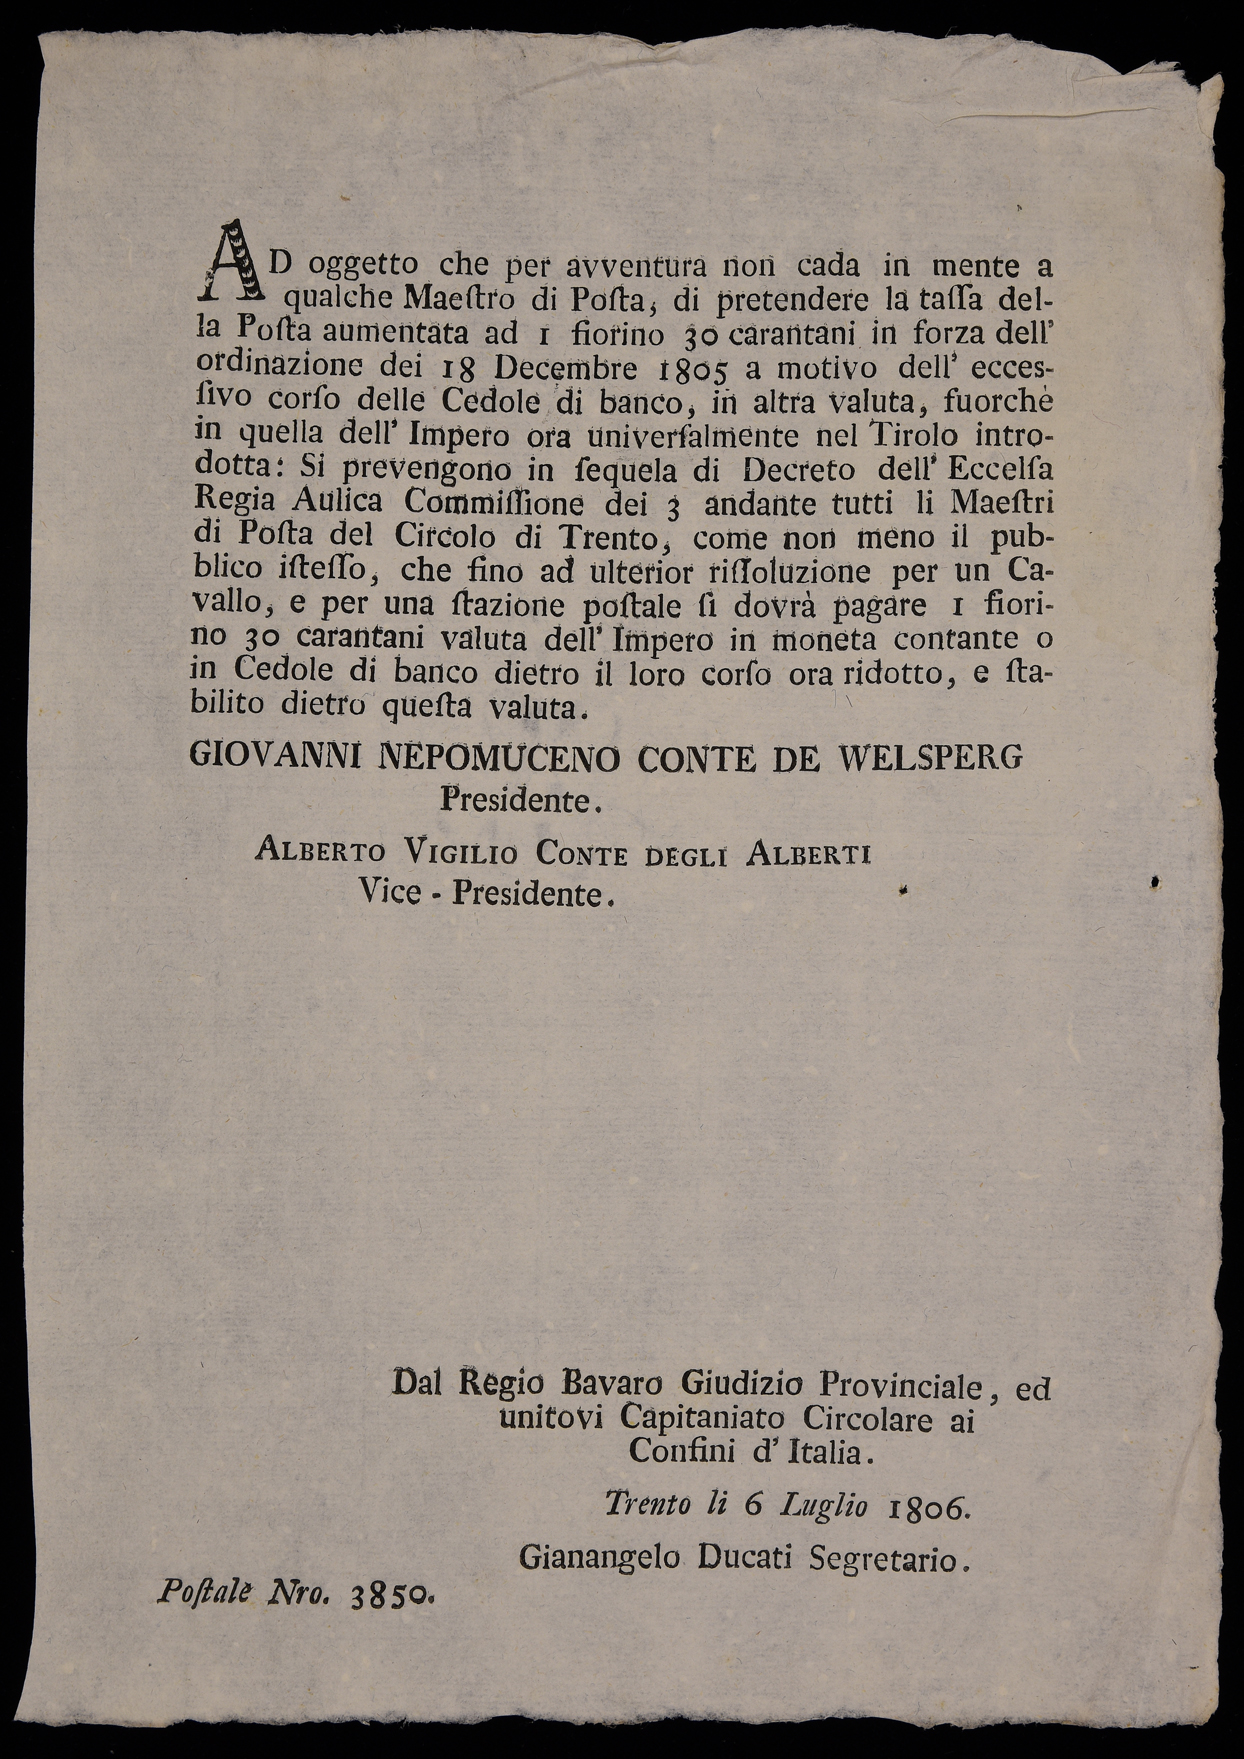 AD oggetto che per avventura non cada in mente a
qualche Maeſtro di Poſta, di pretendere la taſſa del-
la Poſta aumentata ad 1 fiorino 30 carantani in forza dell'
ordinazione dei 18 Decembre 1805 a motivo dell' ecces-
ſivo corſo delle Cedole di banco, in altra valuta, fuorchè
in quella dell' Impero ora univerſalmente nel Tirolo intro-
dotta: Si prevengono in ſequela di Decreto dell' Eccelſa
Regia Aulica Commiſſione dei 3 andante tutti li Maeſtri
di Poſta del Circolo di Trento, come non meno il pub-
blico iſteſſo, che fino ad ulterior riſſoluzione per un Ca-
vallo, e per una ſtazione poſtale ſi dovrà pagare 1 fiori-
no 30 carantani valuta dell' Impero in moneta contante o
in Cedole di banco dietro il loro corſo ora ridotto, e ſta-
bilito dietro queſta valuta.
GIOVANNI NEPOMUCENO CONTE DE WELSPERG
Presidente.
ALBERTO VIGILIO CONTE DEGLI ALBERTI
Vice - Presidente.
Dal Regio Bavaro Giudizio Provinciale, ed
unitovi Capitaniato Circolare ai
Confini d' Italia.
Trento li 6 Luglio 1806.
Gianangelo Ducati Segretario.
Poſtale Nro. 3850.